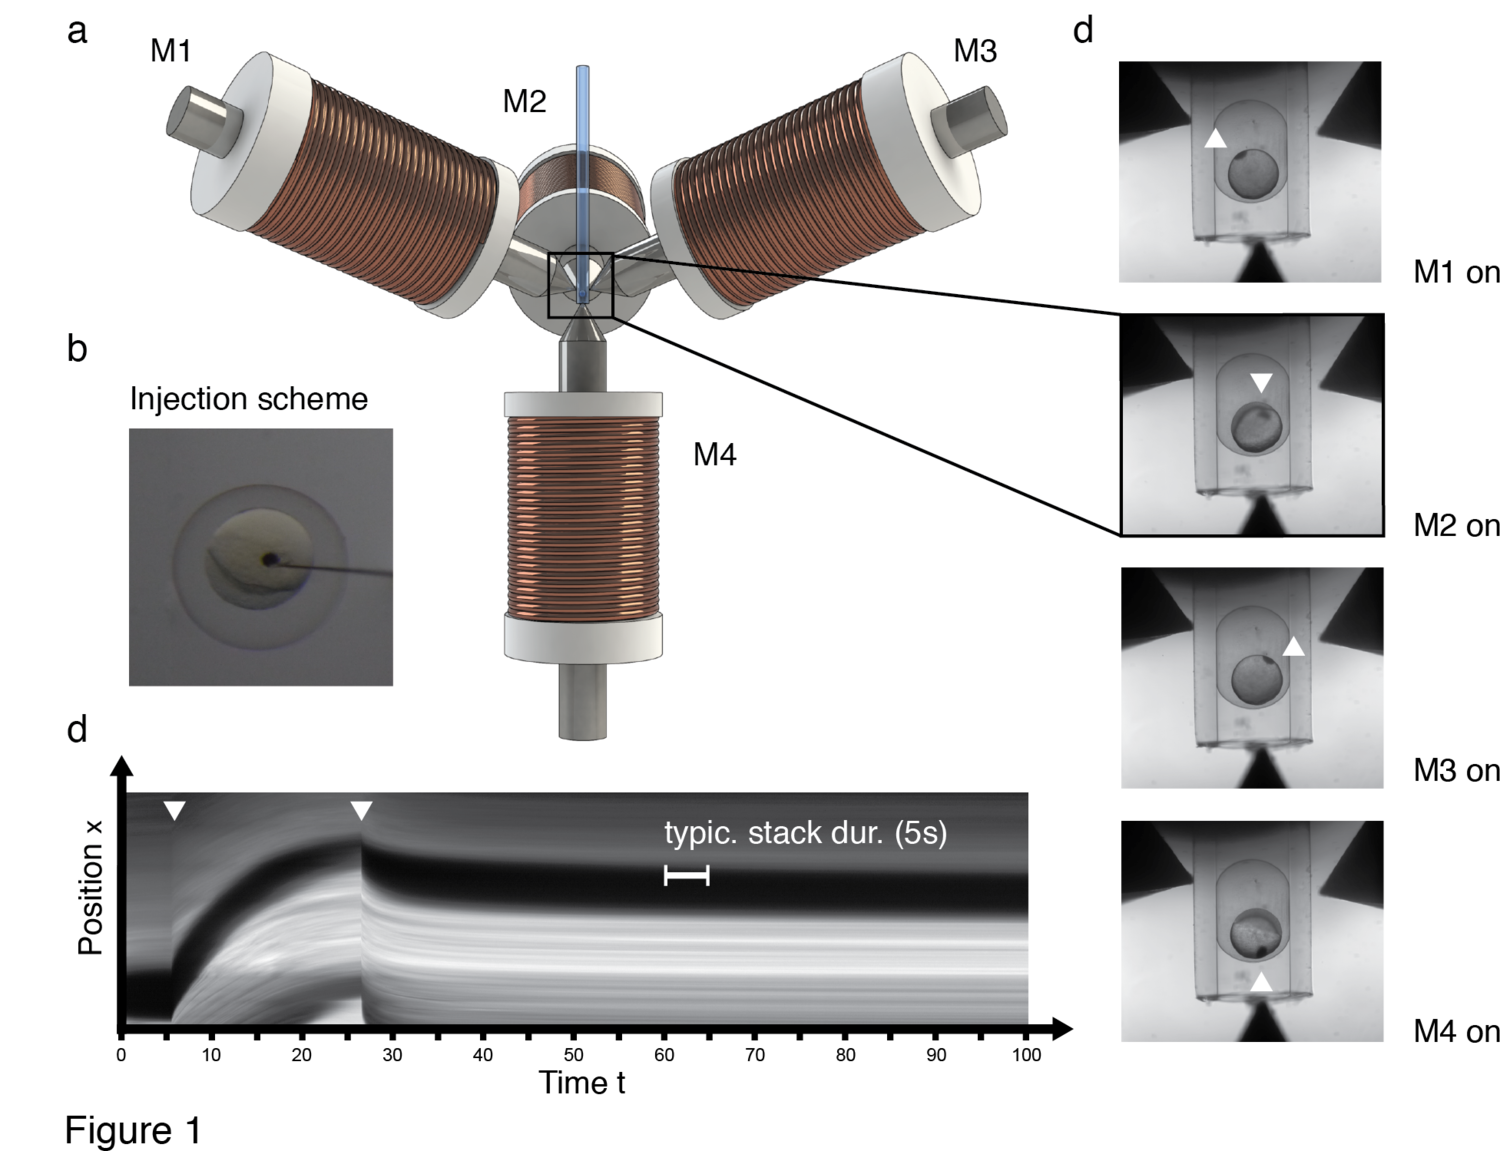 a
M1
M2
M3
M4
b
Injection scheme
d
M1 on
M2 on
M3 on
M4 on
d
Position x
typic. stack dur. (5s)
0 10 20 30 40 50 60 70 80 90 100
Time t
Figure 1